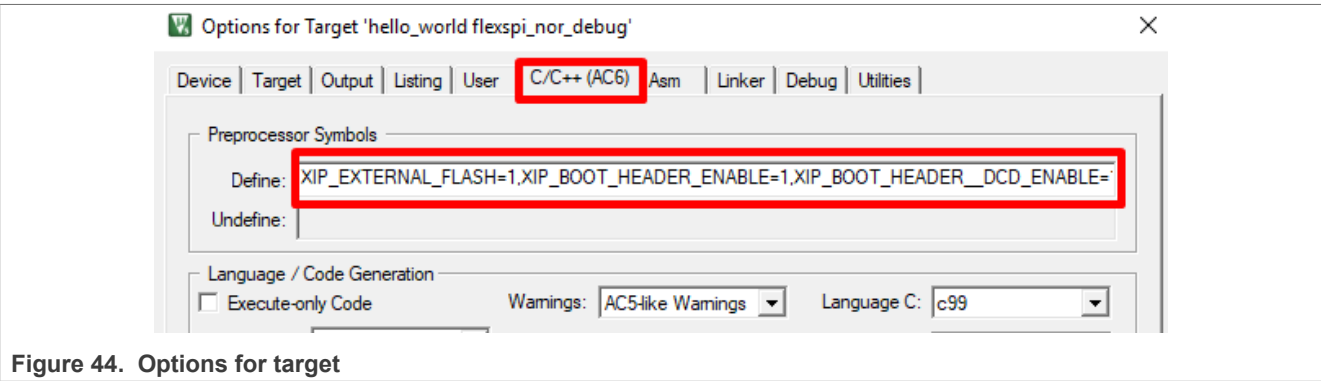 Options for Target 'hello_world flexspi_nor_debug'
Device Target Output Listing User C/C++ (AC6) Asm Linker Debug Utilities
Preprocessor Symbols
Define: XIP_EXTERNAL_FLASH=1,XIP_BOOT_HEADER_ENABLE=1,XIP_BOOT_HEADER__DCD_ENABLE=
Undefine:
Language / Code Generation
Execute-only Code Warnings: AC5-like Warnings Language C: c99
Figure 44. Options for target